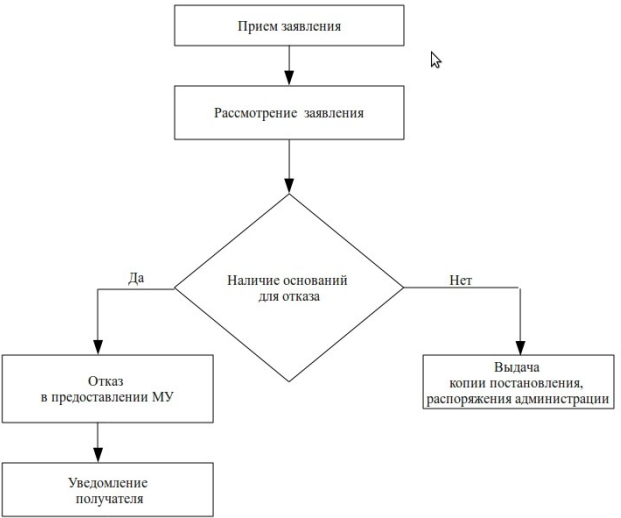 Прием заявления
Рассмотрение заявления
Наличие оснований
для отказа
Да
Нет
Отказ
в предоставлении МУ
Выдача
копии постановления,
распоряжения администрации
Уведомление
получателя